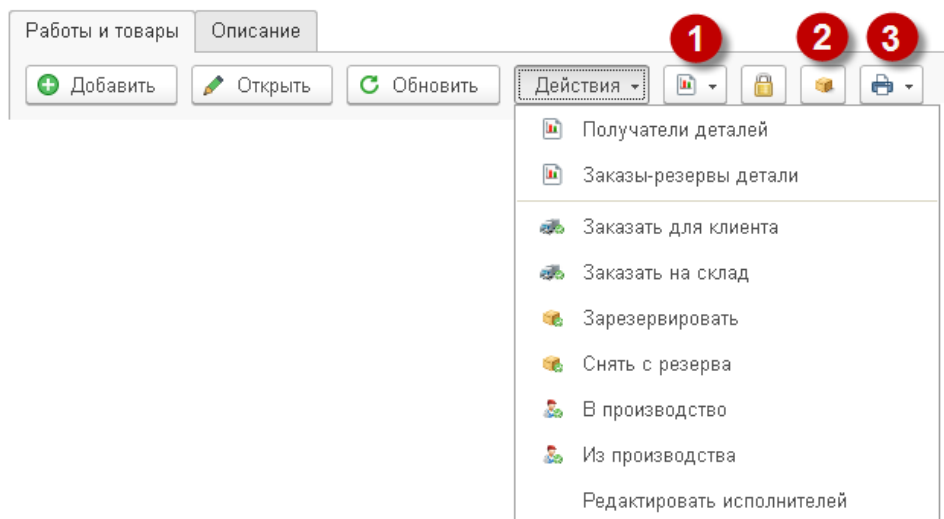 Работы и товары Описание
1 2 3
Добавить Открыть Обновить Действия
Получатели деталей
Заказы-резервы детали
Заказать для клиента
Заказать на склад
Зарезервировать
Снять с резерва
В производство
Из производства
Редактировать исполнителей